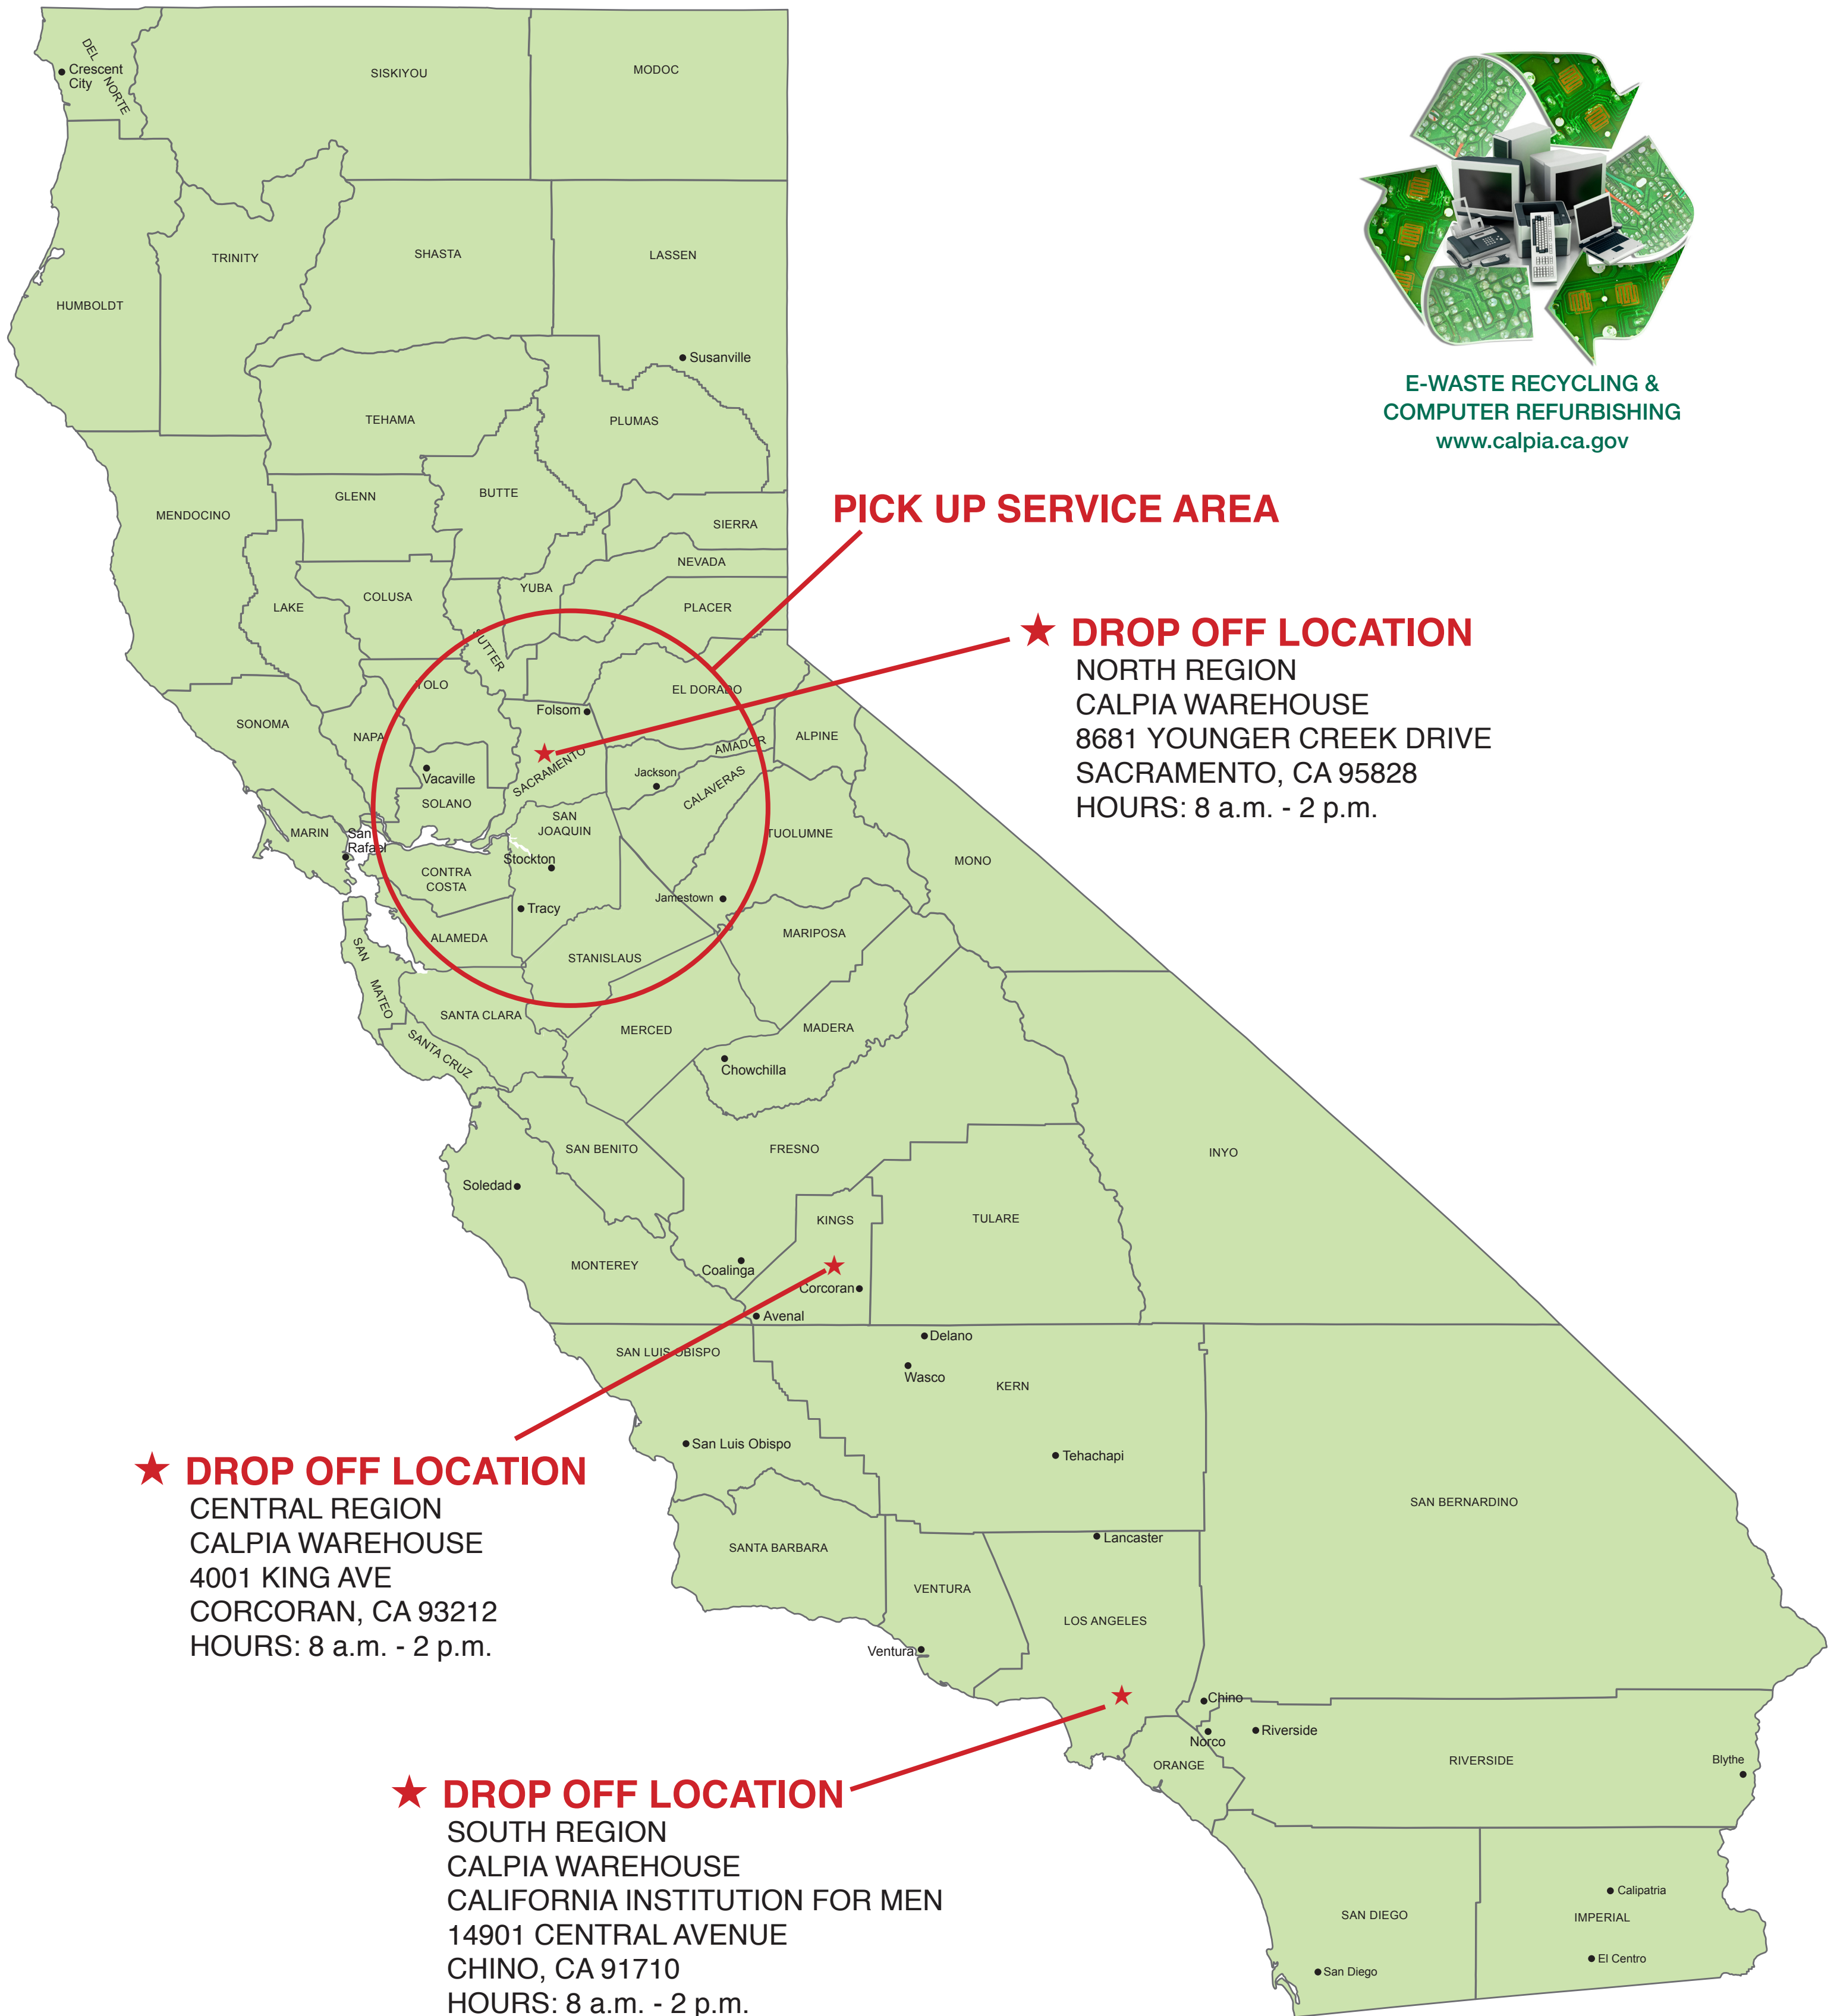 DEL NORTE
Crescent
City
SISKIYOU
MODOC
TRINITY
SHASTA
LASSEN
HUMBOLDT
Susanville
TEHAMA
PLUMAS
E-WASTE RECYCLING &
COMPUTER REFURBISHING
www.calpia.ca.gov
MENDOCINO
GLENN
BUTTE
SIERRA
PICK UP SERVICE AREA
NEVADA
YUBA
COLUSA
LAKE
PLACER
SUTTER
★ DROP OFF LOCATION
NORTH REGION
CALPIA WAREHOUSE
8681 YOUNGER CREEK DRIVE
SACRAMENTO, CA 95828
HOURS: 8 a.m. - 2 p.m.
YOLO
EL DORADO
Folsom
SONOMA
NAPA
SACRAMENTO
AMADOR
ALPINE
Vacaville
Jackson
CALAVERAS
SOLANO
SAN
JOAQUIN
MARIN
San
Rafael
TUOLUMNE
MONO
Stockton
CONTRA
COSTA
Jamestown
Tracy
ALAMEDA
MARIPOSA
STANISLAUS
SAN MATEO
SANTA CLARA
MERCED
MADERA
SANTA CRUZ
Chowchilla
SAN BENITO
FRESNO
INYO
Soledad
KINGS
TULARE
MONTEREY
Coalinga
Corcoran
Avenal
Delano
SAN LUIS OBISPO
Wasco
KERN
San Luis Obispo
Tehachapi
★ DROP OFF LOCATION
CENTRAL REGION
CALPIA WAREHOUSE
4001 KING AVE
CORCORAN, CA 93212
HOURS: 8 a.m. - 2 p.m.
SAN BERNARDINO
SANTA BARBARA
Lancaster
VENTURA
LOS ANGELES
Ventura
Chino
Riverside
Norco
ORANGE
RIVERSIDE
Blythe
★ DROP OFF LOCATION
SOUTH REGION
CALPIA WAREHOUSE
CALIFORNIA INSTITUTION FOR MEN
14901 CENTRAL AVENUE
CHINO, CA 91710
HOURS: 8 a.m. - 2 p.m.
Calipatria
SAN DIEGO
IMPERIAL
El Centro
San Diego